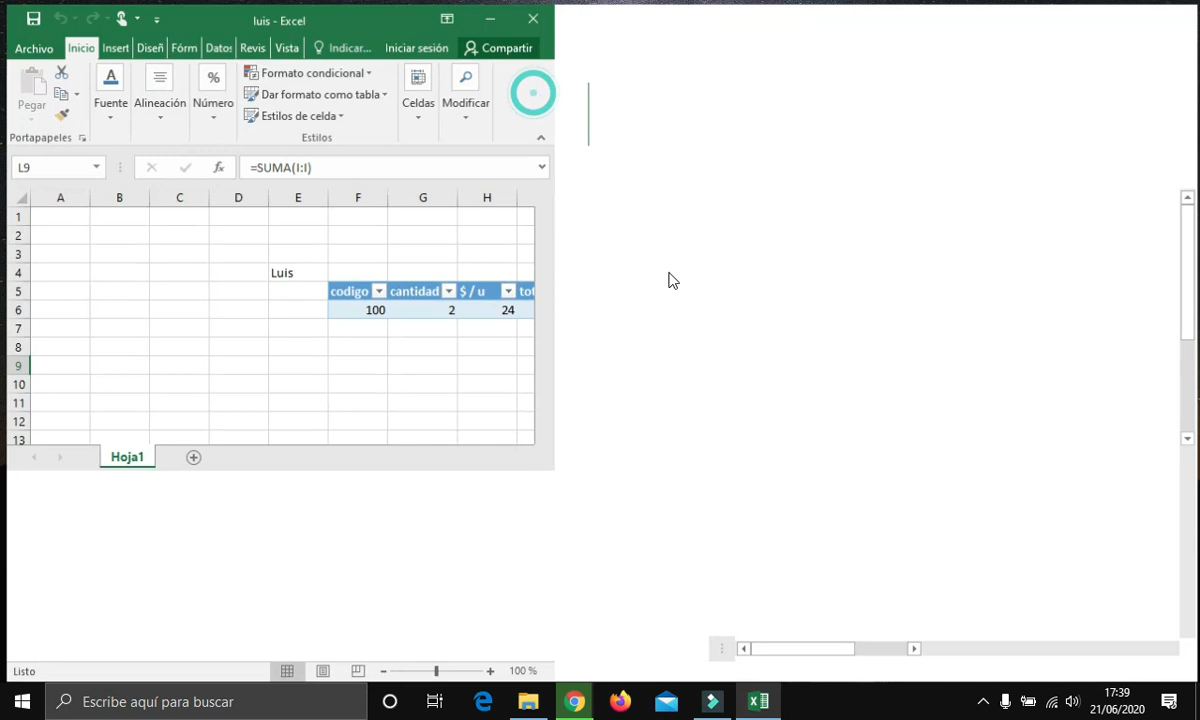 luis - Excel
Archivo Inicio Insert Diseñ Fórm Datos Revis Vista Indicar... Iniciar sesión Compartir
Pegar
Fuente
Alineación
Número
Formato condicional
Dar formato como tabla
Estilos de celda
Celdas
Modificar
Portapapeles
Estilos
L9
fx
=SUMA(I:I)
A B C D E F G H
1
2
3
4 Luis
5 codigo cantidad $ / u tot
6 100 2 24
7
8
9
10
11
12
13
Hoja1
Listo
100 %
Escribe aquí para buscar
17:39
21/06/2020